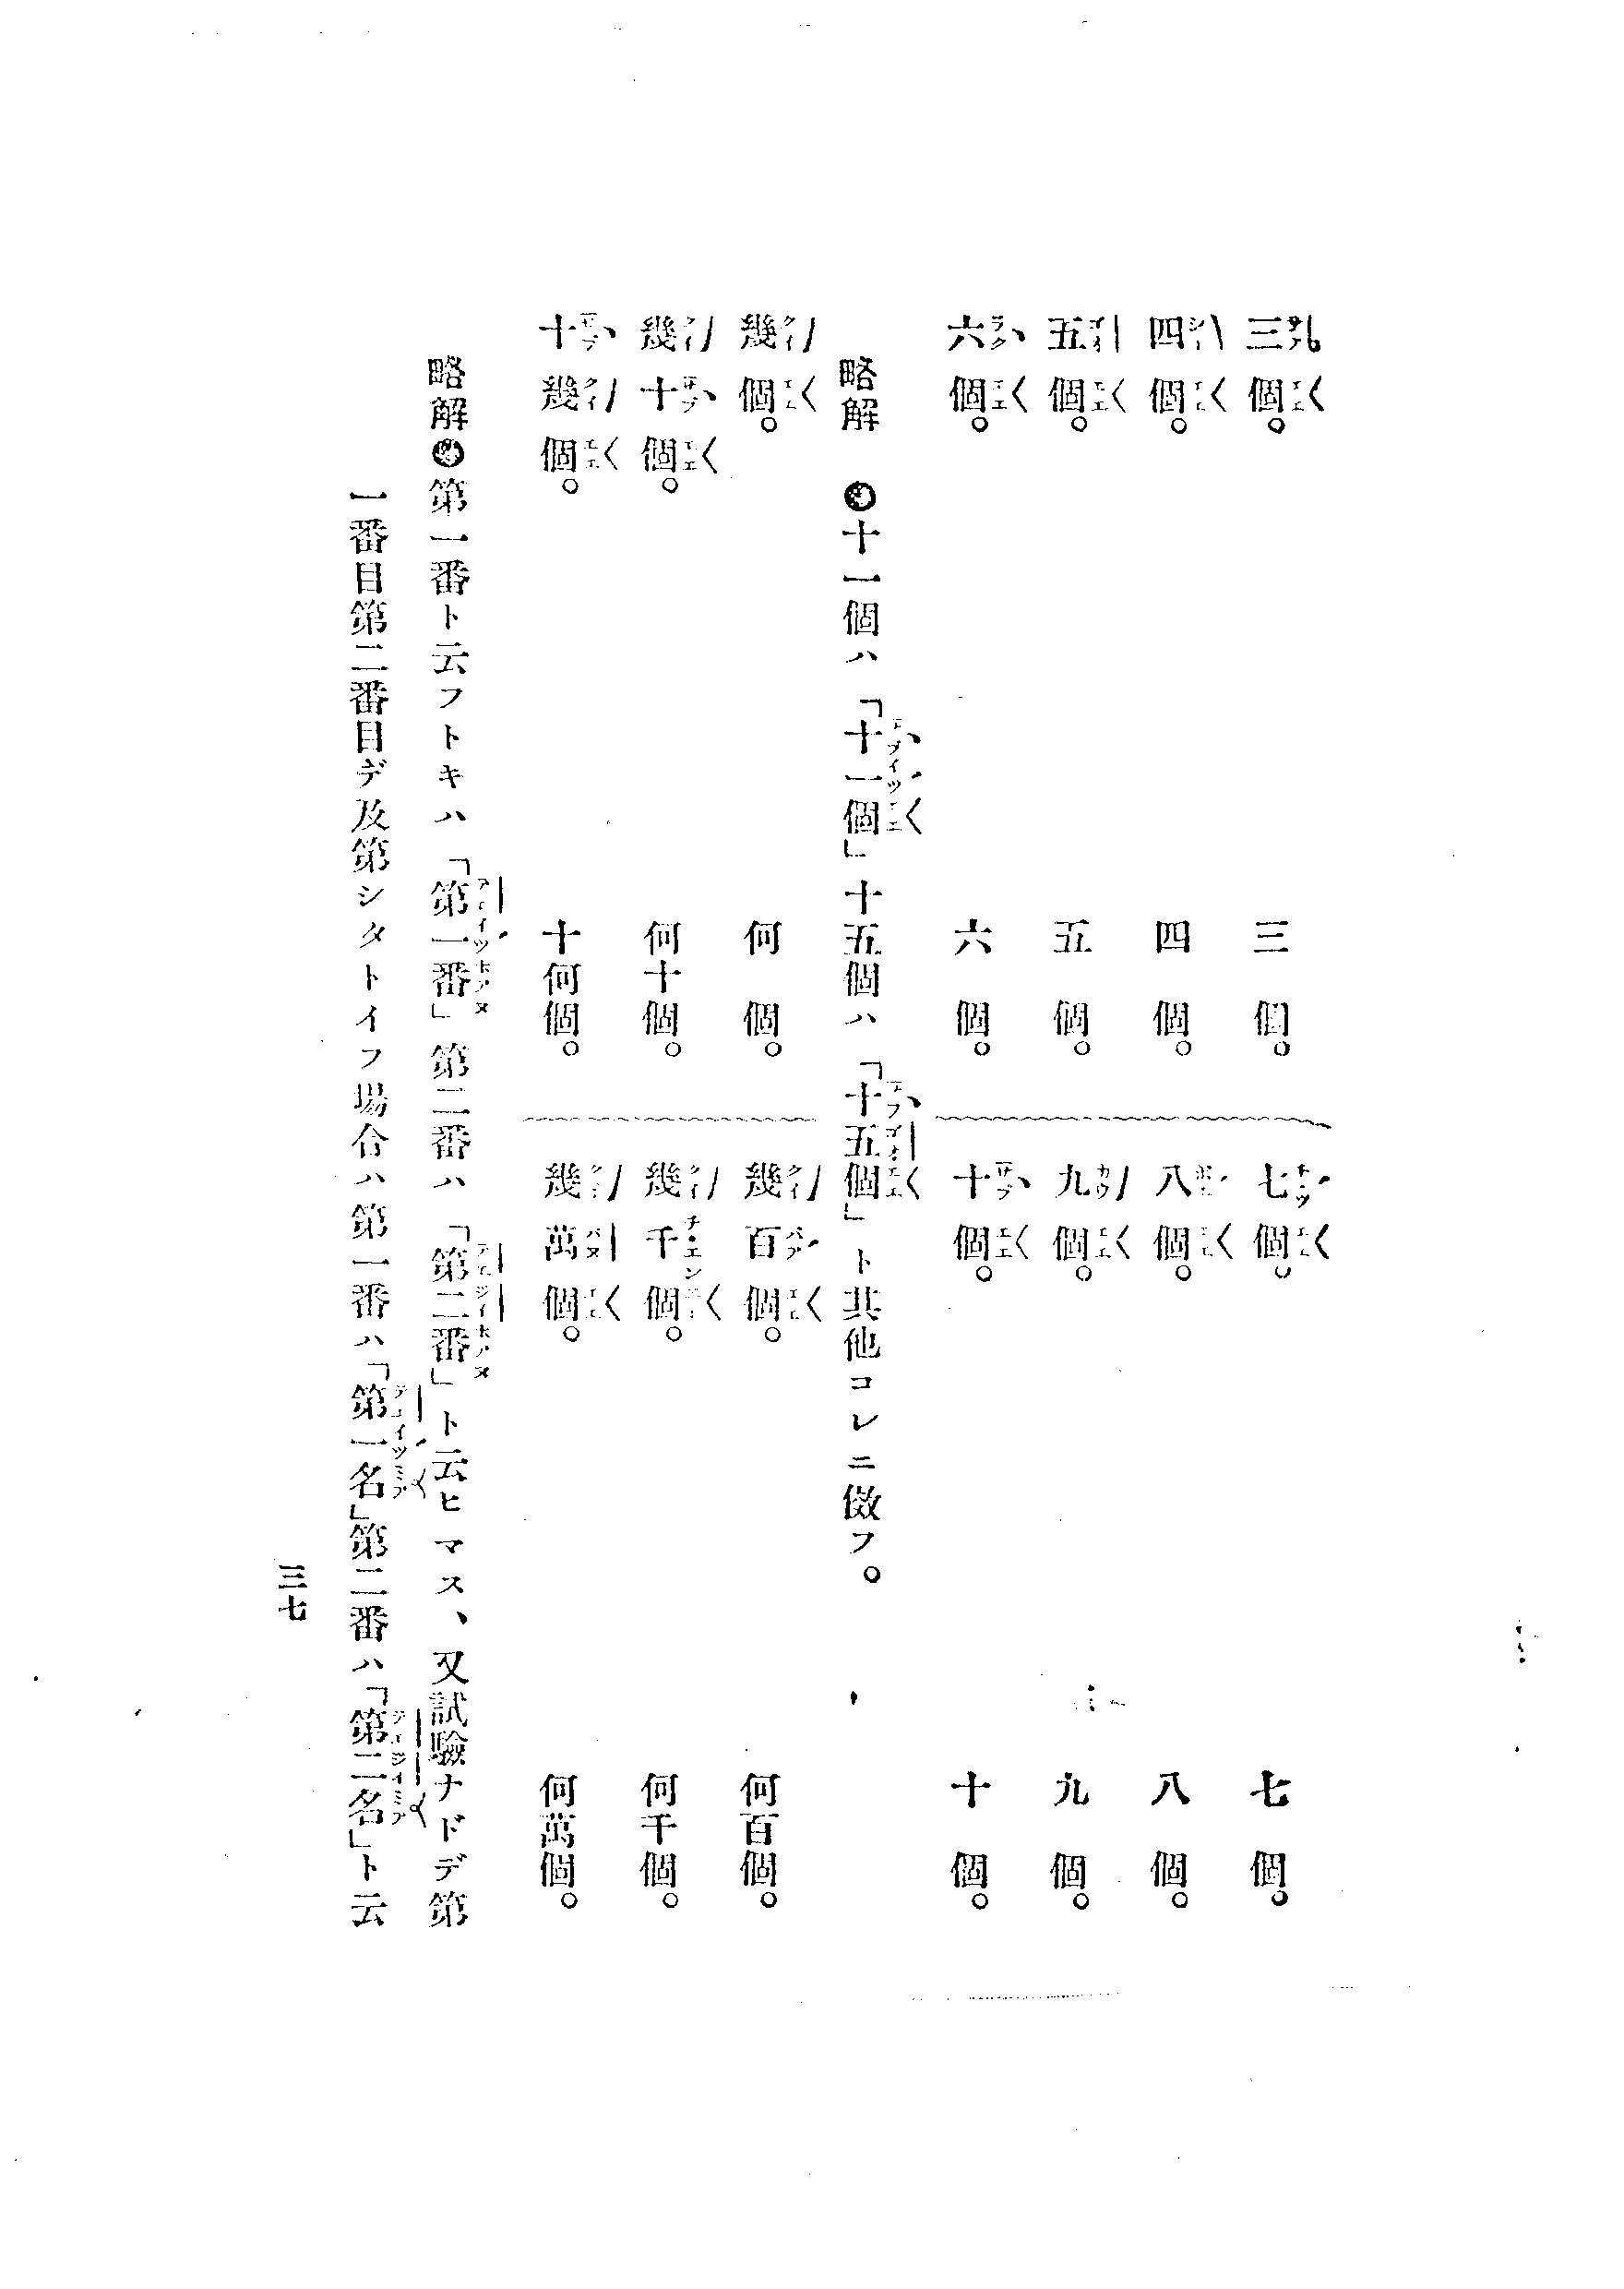 三個。 三個。 七個。 七個。
四個。 四個。 八個。 八個。
五個。 五個。 九個。 九個。
六個。 六個。 十個。 十個。
略解 ●十一個ハ「十一個」十五個ハ「十五個」ト其他コレニ倣フ。
幾個。 何個。 幾百個。 何百個。
幾十個。 何十個。 幾千個。 何千個。
十幾個。 十何個。 幾萬個。 何萬個。
略解●第一番ト云フトキハ「第一番」第二番ハ「第二番」ト云ヒマス、又試驗ナドデ第
一番目第二番目デ及第シタトイフ場合ハ第一番ハ「第一名」第二番ハ「第二名」ト云
三七